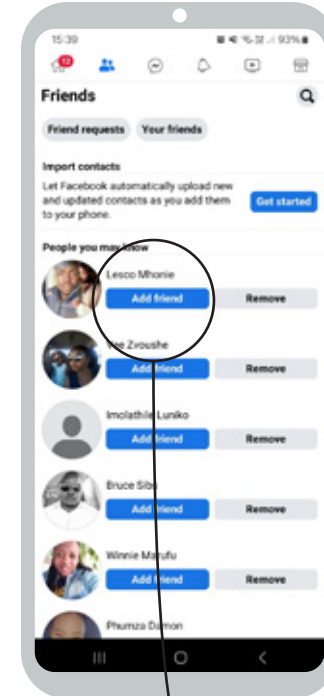 15:39
93%
12
Friends
Friend requests Your friends
Import contacts
Let Facebook automatically upload new
and updated contacts as you add them
to your phone.
Get started
People you may know
Lesco Mhonie
Add friend Remove
Zvoushe
Add friend Remove
Imolathile Luniko
Add friend Remove
Bruce Sibu
Add friend Remove
Winnie Marufu
Add friend Remove
Phumza Damon